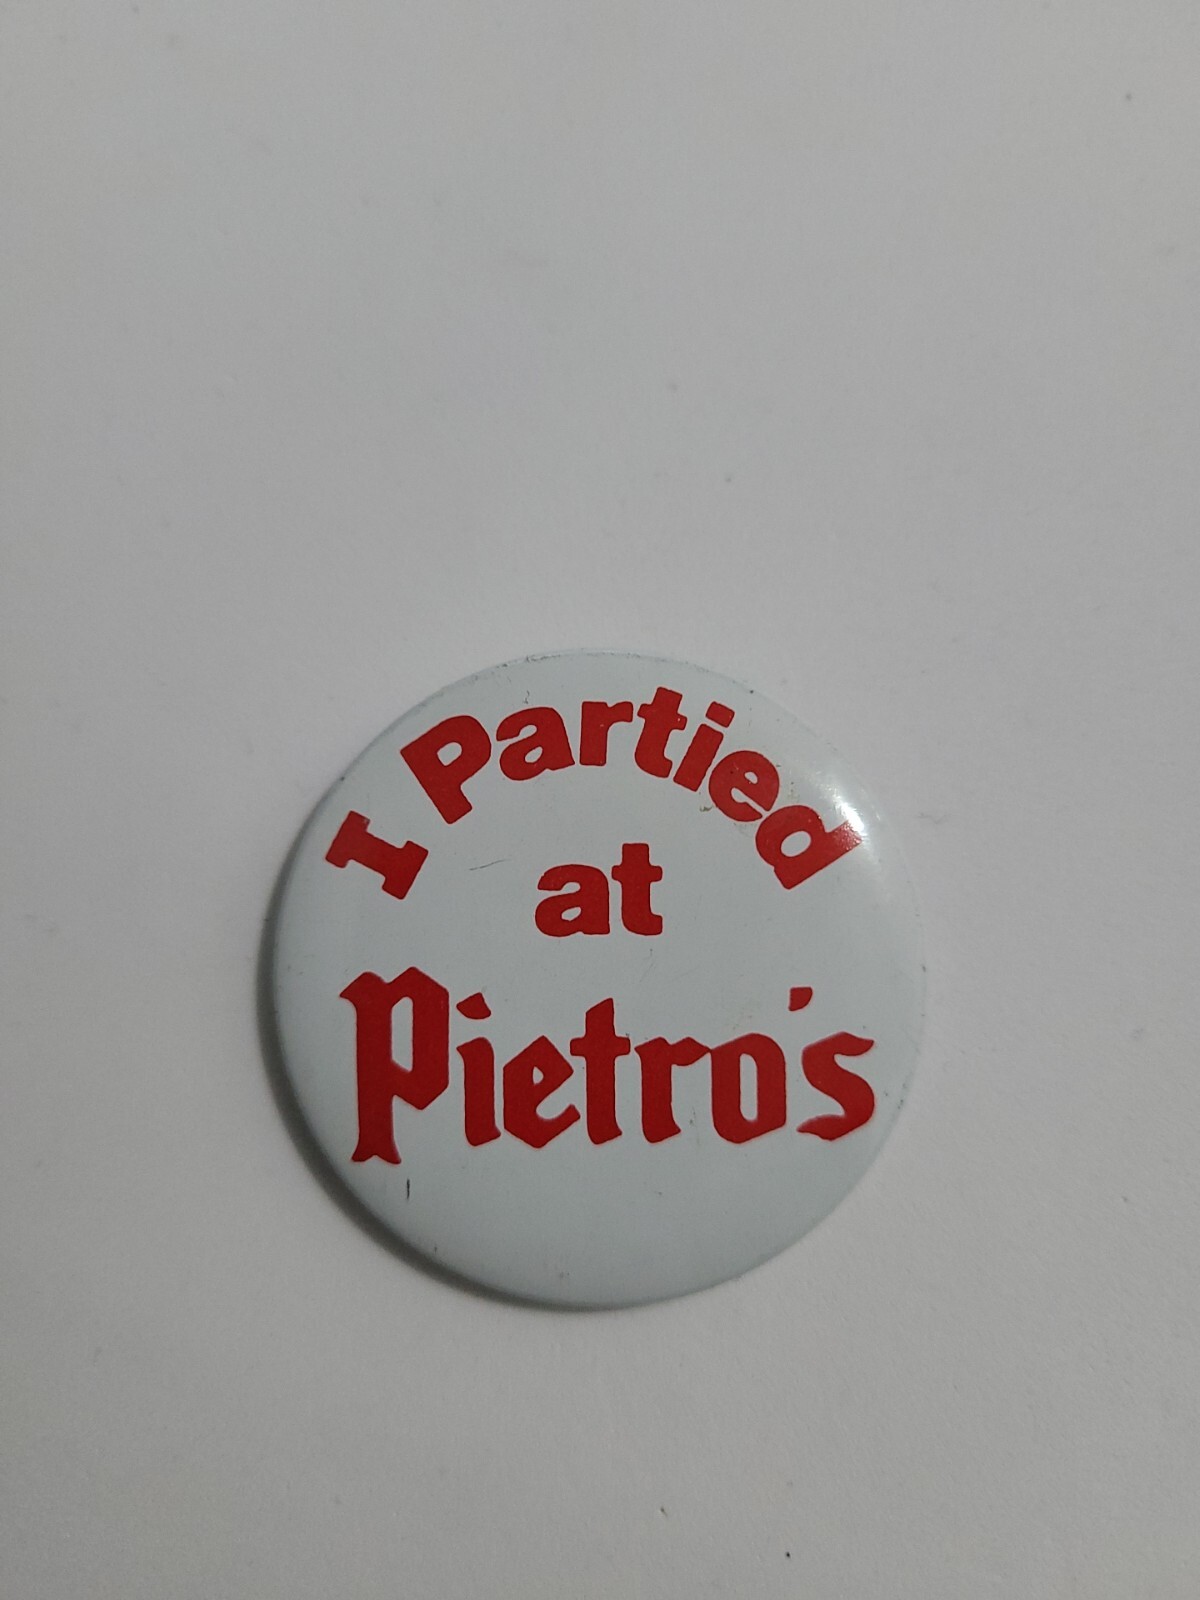 I Partied
at
Pietro's